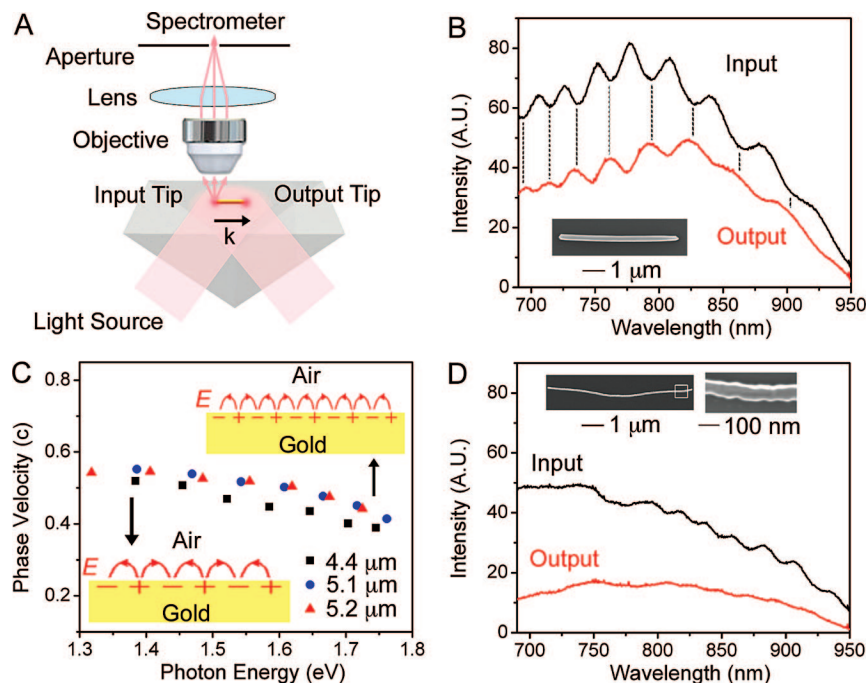 A
Spectrometer
Aperture
Lens
Objective
Input Tip
Output Tip
k
Light Source
B
Intensity (A.U.)
80
60
40
20
0
Input
Output
1 μm
700 750 800 850 900 950
Wavelength (nm)
C
Phase Velocity (c)
0.8
0.6
0.4
0.2
Air
E
Gold
Air
E
Gold
4.4 μm
5.1 μm
5.2 μm
1.3 1.4 1.5 1.6 1.7 1.8
Photon Energy (eV)
D
Intensity (A.U.)
80
60
40
20
0
1 μm
100 nm
Input
Output
700 750 800 850 900 950
Wavelength (nm)